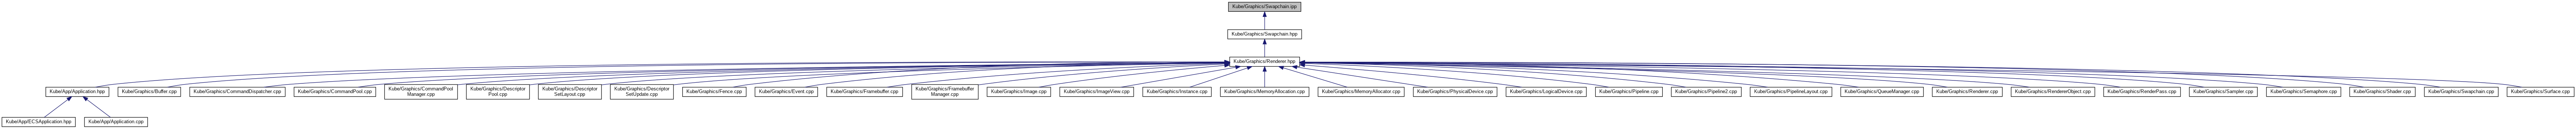 Kube/Graphics/Swapchain.ipp
Kube/Graphics/Swapchain.hpp
Kube/Graphics/Renderer.hpp
Kube/App/Application.hpp
Kube/Graphics/Buffer.cpp
Kube/Graphics/CommandDispatcher.cpp
Kube/Graphics/CommandPool.cpp
Kube/Graphics/CommandPool
Manager.cpp
Kube/Graphics/Descriptor
Pool.cpp
Kube/Graphics/Descriptor
SetLayout.cpp
Kube/Graphics/Descriptor
SetUpdate.cpp
Kube/Graphics/Fence.cpp
Kube/Graphics/Event.cpp
Kube/Graphics/Framebuffer.cpp
Kube/Graphics/Framebuffer
Manager.cpp
Kube/Graphics/Image.cpp
Kube/Graphics/ImageView.cpp
Kube/Graphics/Instance.cpp
Kube/Graphics/MemoryAllocation.cpp
Kube/Graphics/MemoryAllocator.cpp
Kube/Graphics/PhysicalDevice.cpp
Kube/Graphics/LogicalDevice.cpp
Kube/Graphics/Pipeline.cpp
Kube/Graphics/Pipeline2.cpp
Kube/Graphics/PipelineLayout.cpp
Kube/Graphics/QueueManager.cpp
Kube/Graphics/Renderer.cpp
Kube/Graphics/RenderObject.cpp
Kube/Graphics/RenderPass.cpp
Kube/Graphics/Sampler.cpp
Kube/Graphics/Semaphore.cpp
Kube/Graphics/Shader.cpp
Kube/Graphics/Swapchain.cpp
Kube/Graphics/Surface.cpp
Kube/App/ECSApplication.hpp
Kube/App/Application.cpp